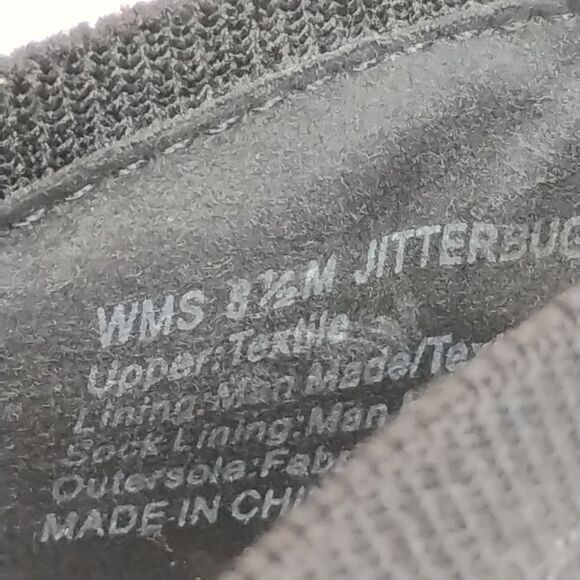 WMS 8½M JITTERBUG
Upper: Textile
Lining: Man Made/Tex
Sock Lining: Man
Outersole: Fab
MADE IN CHI